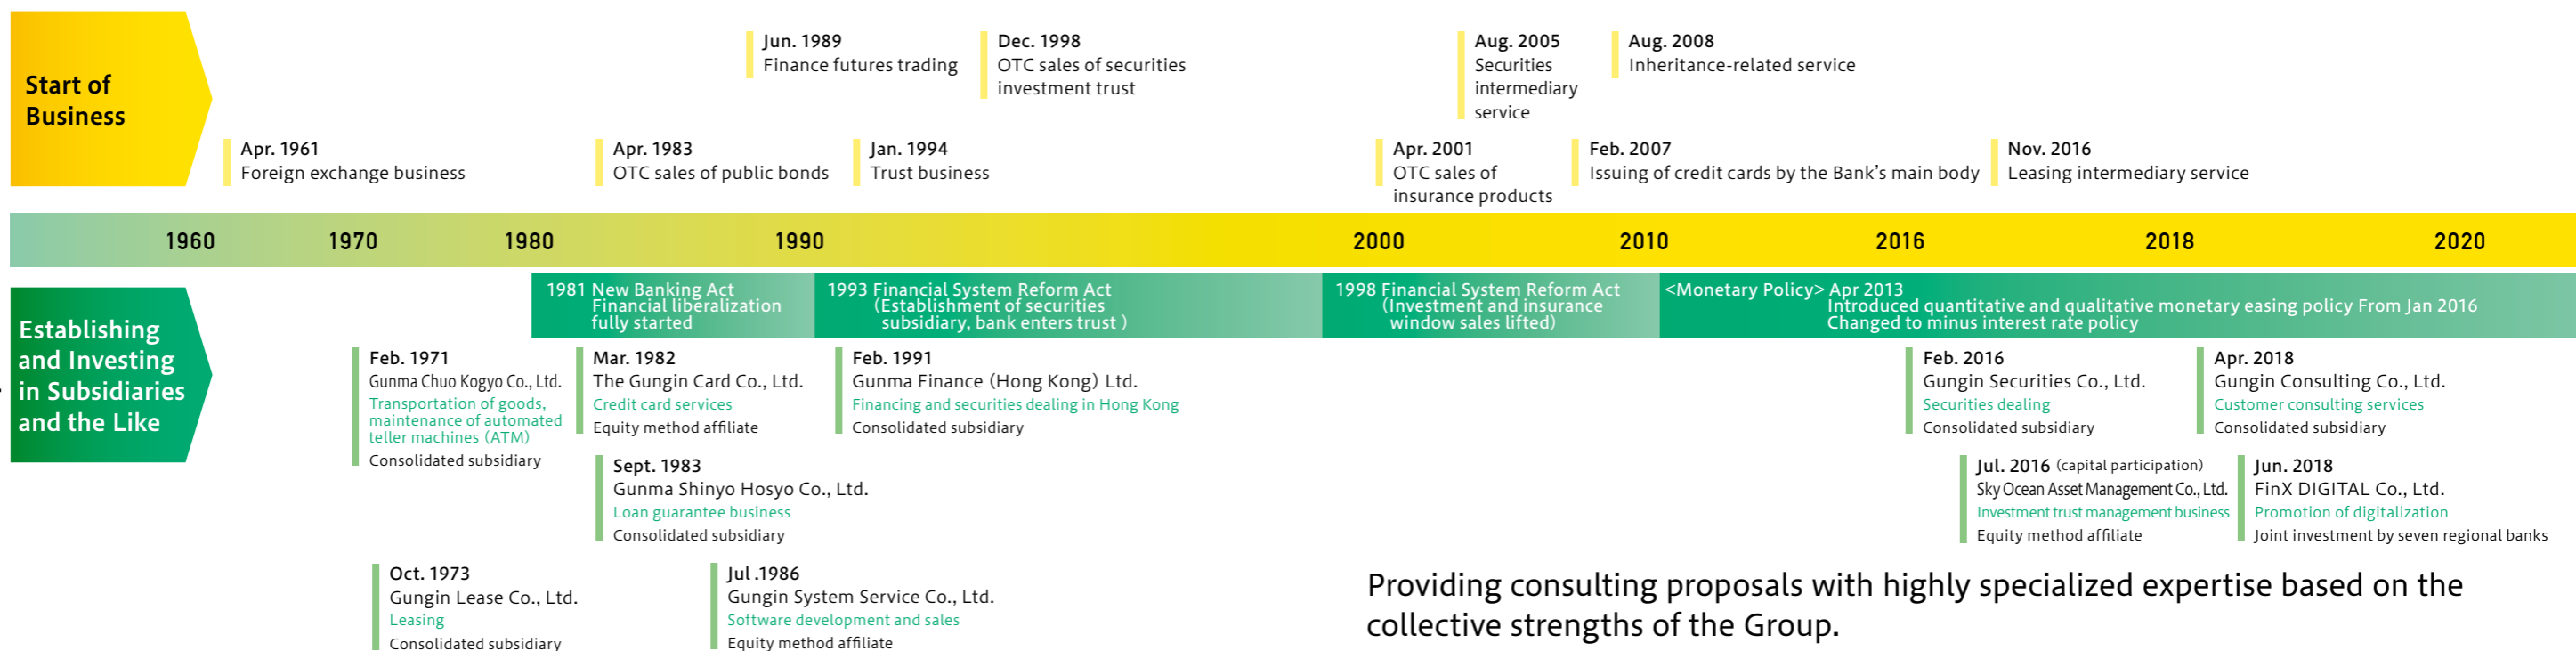 Start of
Business
Jun. 1989
Finance futures trading
Dec. 1998
OTC sales of securities
investment trust
Aug. 2005
Securities
intermediary
service
Aug. 2008
Inheritance-related service
Apr. 1961
Foreign exchange business
Apr. 1983
OTC sales of public bonds
Jan. 1994
Trust business
Apr. 2001
OTC sales of
insurance products
Feb. 2007
Issuing of credit cards by the Bank's main body
Nov. 2016
Leasing intermediary service
1960 1970 1980 1990 2000 2010 2016 2018 2020
1981 New Banking Act
Financial liberalization
fully started
1993 Financial System Reform Act
(Establishment of securities
subsidiary, bank enters trust )
1998 Financial System Reform Act
(Investment and insurance
window sales lifted)
<Monetary Policy> Apr 2013
Introduced quantitative and qualitative monetary easing policy From Jan 2016
Changed to minus interest rate policy
Establishing
and Investing
in Subsidiaries
and the Like
Feb. 1971
Gunma Chuo Kogyo Co., Ltd.
Transportation of goods,
maintenance of automated
teller machines (ATM)
Consolidated subsidiary
Mar. 1982
The Gungin Card Co., Ltd.
Credit card services
Equity method affiliate
Feb. 1991
Gunma Finance (Hong Kong) Ltd.
Financing and securities dealing in Hong Kong
Consolidated subsidiary
Feb. 2016
Gungin Securities Co., Ltd.
Securities dealing
Consolidated subsidiary
Apr. 2018
Gungin Consulting Co., Ltd.
Customer consulting services
Consolidated subsidiary
Sept. 1983
Gunma Shinyo Hosyo Co., Ltd.
Loan guarantee business
Consolidated subsidiary
Jul. 2016 (capital participation)
Sky Ocean Asset Management Co., Ltd.
Investment trust management business
Equity method affiliate
Jun. 2018
FinX DIGITAL Co., Ltd.
Promotion of digitalization
Joint investment by seven regional banks
Oct. 1973
Gungin Lease Co., Ltd.
Leasing
Consolidated subsidiary
Jul .1986
Gungin System Service Co., Ltd.
Software development and sales
Equity method affiliate
Providing consulting proposals with highly specialized expertise based on the
collective strengths of the Group.